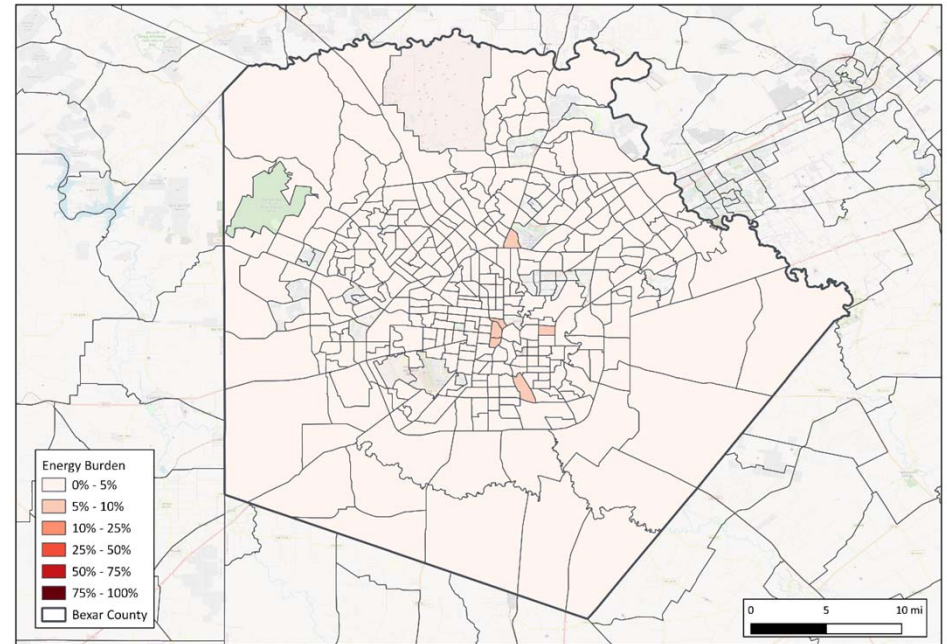 Energy Burden
0% - 5%
5% - 10%
10% - 25%
25% - 50%
50% - 75%
75% - 100%
Bexar County
0 5 10 mi